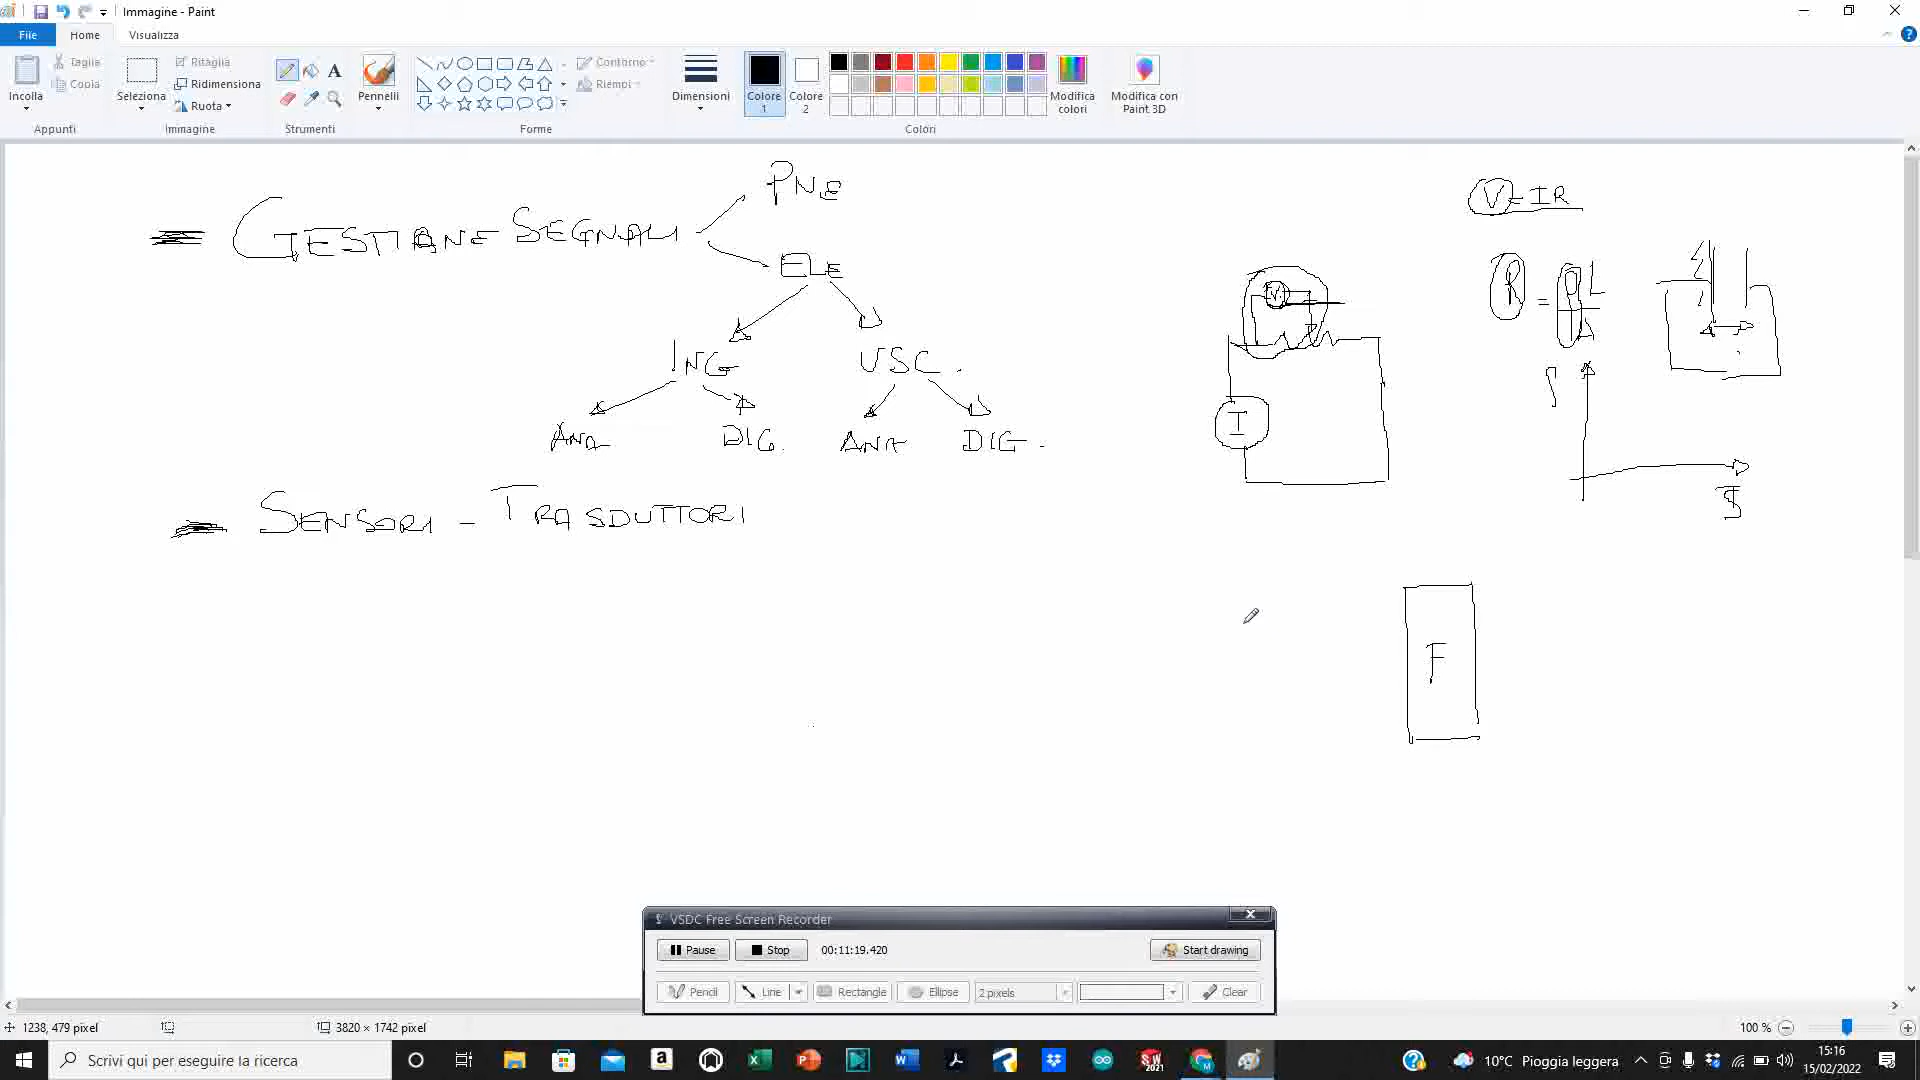 Immagine - Paint
File Home Visualizza
Incolla Taglia Copia Appunti
Seleziona Ritaglia Ridimensiona Ruota Immagine
Strumenti
Pennelli
Contorno Riempi Forme
Dimensioni
Colore 1 Colore 2 Modifica colori Colori
Modifica con Paint 3D
PNE
GESTIONE SEGNALI
ELE
ING USC.
ANA DIG. ANA DIG.
SENSORI - TRASDUTTORI
V=IR
R = ρL
V
I
F
VSDC Free Screen Recorder
Pause Stop 00:11:19.420 Start drawing
Pencil Line Rectangle Ellipse 2 pixels Clear
1238, 479 pixel 3820 × 1742 pixel 100 %
Scrivi qui per eseguire la ricerca
10°C Pioggia leggera
15:16
15/02/2022